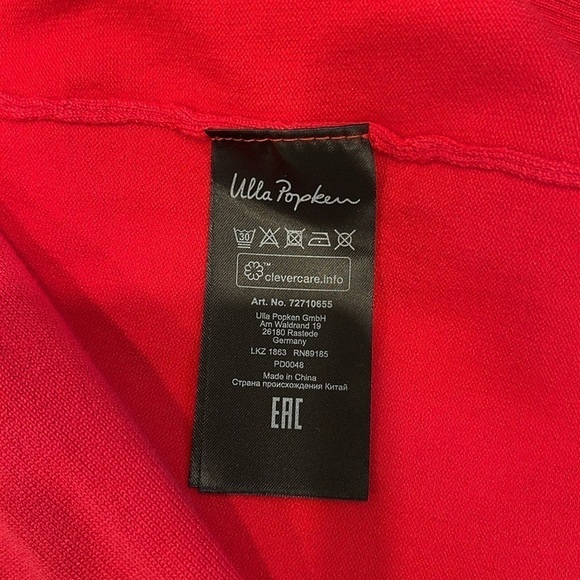 Ulla Popken
30
clevercare.info
Art. No. 72710655
Ulla Popken GmbH
Am Waldrand 19
26180 Rastede
Germany
LKZ 1863 RN89185
PD0048
Made in China
Страна происхождения Китай
EAC